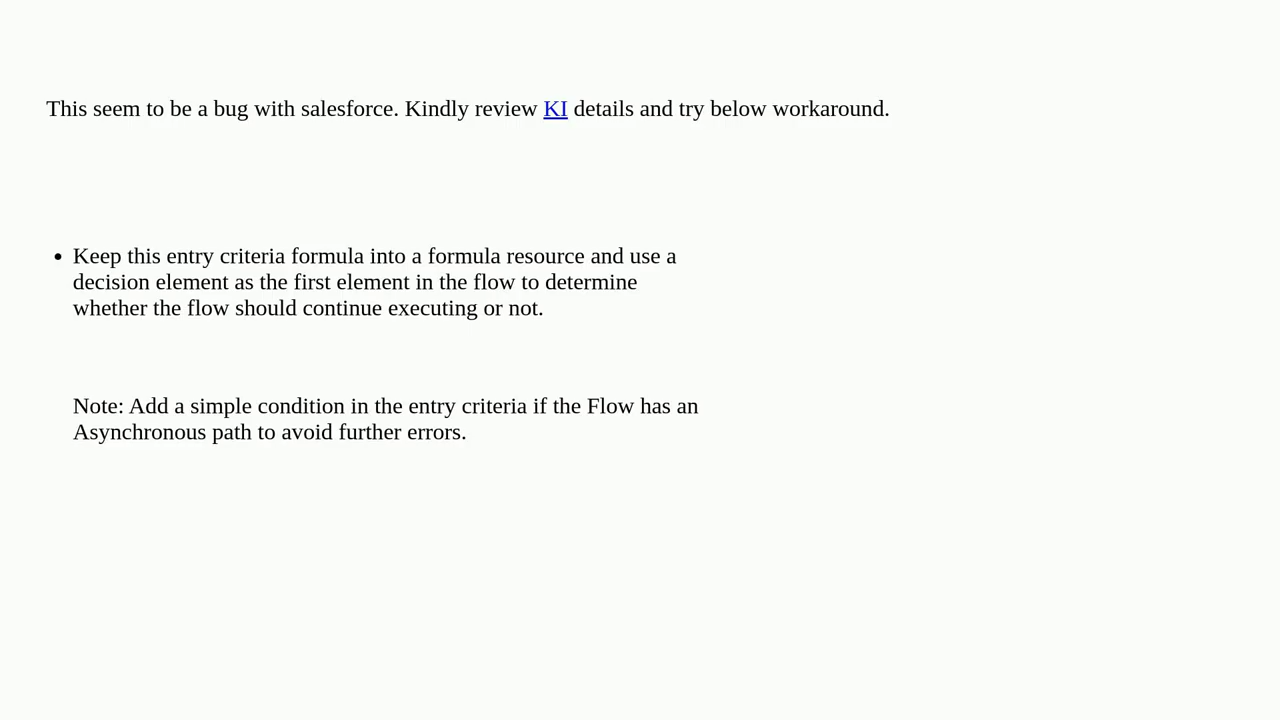 This seem to be a bug with salesforce. Kindly review KI details and try below workaround.
• Keep this entry criteria formula into a formula resource and use a
decision element as the first element in the flow to determine
whether the flow should continue executing or not.
Note: Add a simple condition in the entry criteria if the Flow has an
Asynchronous path to avoid further errors.